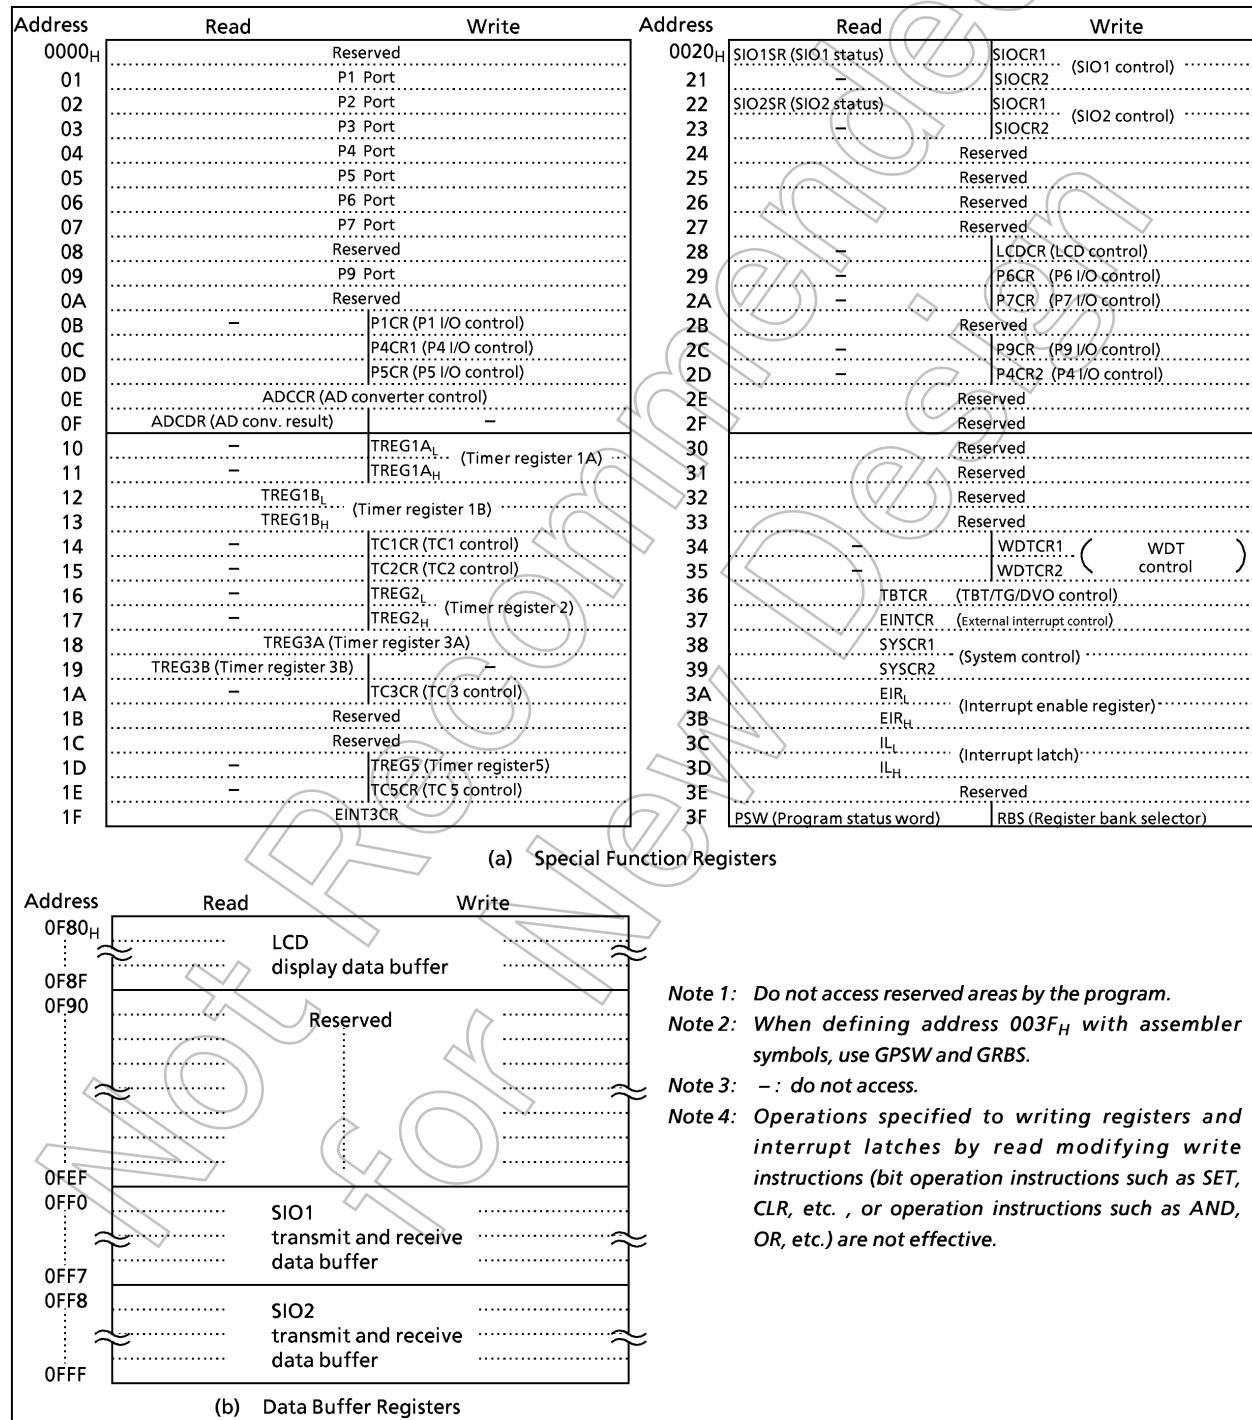 Address Read Write
0000H Reserved
01 P1 Port
02 P2 Port
03 P3 Port
04 P4 Port
05 P5 Port
06 P6 Port
07 P7 Port
08 Reserved
09 P9 Port
0A Reserved
0B – P1CR (P1 I/O control)
0C P4CR1 (P4 I/O control)
0D P5CR (P5 I/O control)
0E ADCCR (AD converter control)
0F ADCDR (AD conv. result) –
10 – TREG1AL
(Timer register 1A)
11 – TREG1AH
12 TREG1BL
(Timer register 1B)
13 TREG1BH
14 – TC1CR (TC1 control)
15 – TC2CR (TC2 control)
16 – TREG2L
(Timer register 2)
17 – TREG2H
18 TREG3A (Timer register 3A)
19 TREG3B (Timer register 3B) –
1A – TC3CR (TC 3 control)
1B Reserved
1C Reserved
1D – TREG5 (Timer register5)
1E – TC5CR (TC 5 control)
1F EINT3CR
Address Read Write
0020H SIO1SR (SIO1 status) SIOCR1
(SIO1 control)
21 – SIOCR2
22 SIO2SR (SIO2 status) SIOCR1
(SIO2 control)
23 – SIOCR2
24 Reserved
25 Reserved
26 Reserved
27 Reserved
28 – LCDCR (LCD control)
29 – P6CR (P6 I/O control)
2A – P7CR (P7 I/O control)
2B Reserved
2C – P9CR (P9 I/O control)
2D – P4CR2 (P4 I/O control)
2E Reserved
2F Reserved
30 Reserved
31 Reserved
32 Reserved
33 Reserved
34 – WDTCR1
( WDT control )
35 – WDTCR2
36 TBTCR (TBT/TG/DVO control)
37 EINTCR (External interrupt control)
38 SYSCR1
(System control)
39 SYSCR2
3A EIRL
(Interrupt enable register)
3B EIRH
3C ILL
(Interrupt latch)
3D ILH
3E Reserved
3F PSW (Program status word) RBS (Register bank selector)
(a) Special Function Registers
Address Read Write
0F80H
LCD
display data buffer
0F8F
0F90
Reserved
0FEF
0FF0
SIO1
transmit and receive
data buffer
0FF7
0FF8
SIO2
transmit and receive
data buffer
0FFF
(b) Data Buffer Registers
Note 1: Do not access reserved areas by the program.
Note 2: When defining address 003FH with assembler
symbols, use GPSW and GRBS.
Note 3: – : do not access.
Note 4: Operations specified to writing registers and
interrupt latches by read modifying write
instructions (bit operation instructions such as SET,
CLR, etc. , or operation instructions such as AND,
OR, etc.) are not effective.
Not Recommended
for New Design